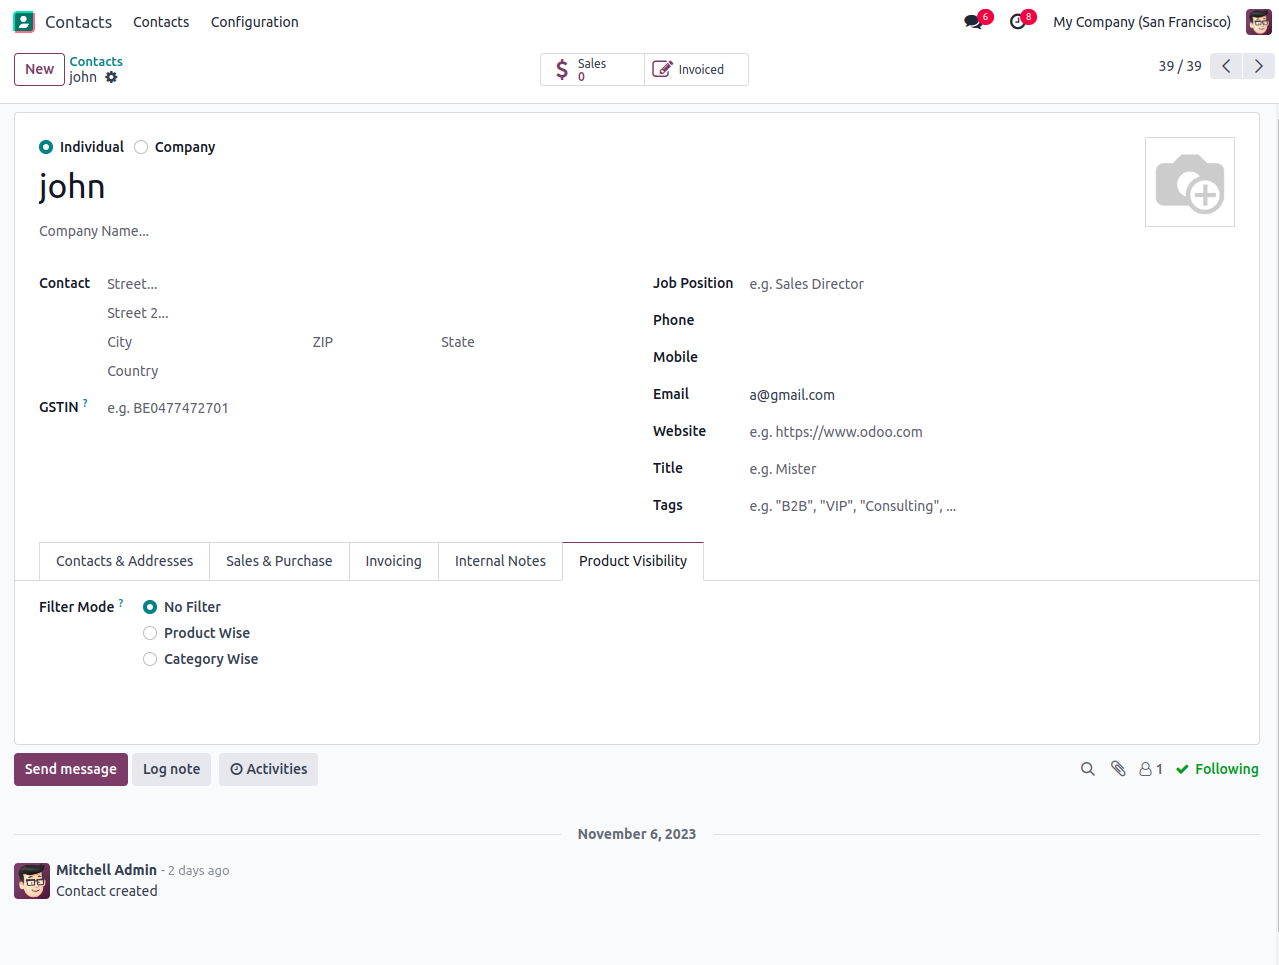 Contacts Contacts Configuration 6 8 My Company (San Francisco)
New Contacts
john
Sales
0
Invoiced
39 / 39
Individual Company
john
Company Name...
Contact Street...
Street 2...
City ZIP State
Country
GSTIN ? e.g. BE0477472701
Job Position e.g. Sales Director
Phone
Mobile
Email a@gmail.com
Website e.g. https://www.odoo.com
Title e.g. Mister
Tags e.g. "B2B", "VIP", "Consulting", ...
Contacts & Addresses Sales & Purchase Invoicing Internal Notes Product Visibility
Filter Mode ? No Filter
Product Wise
Category Wise
Send message Log note Activities 1 Following
November 6, 2023
Mitchell Admin - 2 days ago
Contact created